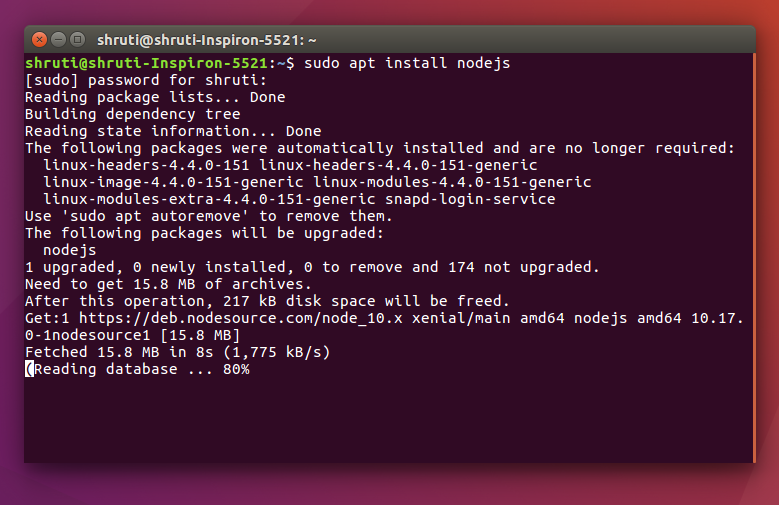 shruti@shruti-Inspiron-5521: ~
shruti@shruti-Inspiron-5521:~$ sudo apt install nodejs
[sudo] password for shruti:
Reading package lists... Done
Building dependency tree
Reading state information... Done
The following packages were automatically installed and are no longer required:
  linux-headers-4.4.0-151 linux-headers-4.4.0-151-generic
  linux-image-4.4.0-151-generic linux-modules-4.4.0-151-generic
  linux-modules-extra-4.4.0-151-generic snapd-login-service
Use 'sudo apt autoremove' to remove them.
The following packages will be upgraded:
  nodejs
1 upgraded, 0 newly installed, 0 to remove and 174 not upgraded.
Need to get 15.8 MB of archives.
After this operation, 217 kB disk space will be freed.
Get:1 https://deb.nodesource.com/node_10.x xenial/main amd64 nodejs amd64 10.17.
0-1nodesource1 [15.8 MB]
Fetched 15.8 MB in 8s (1,775 kB/s)
(Reading database ... 80%